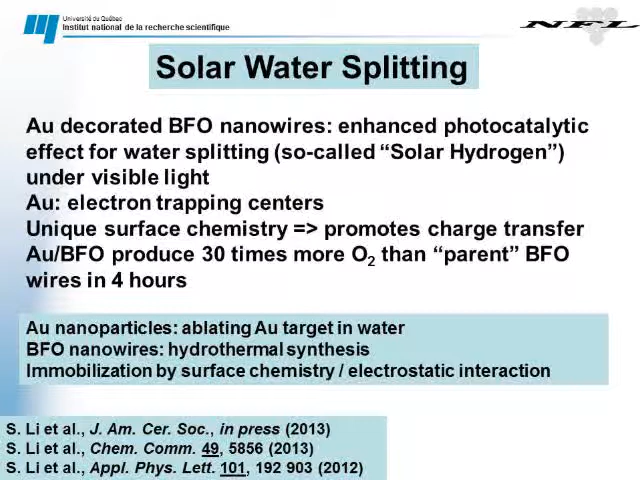 Université du Québec
Institut national de la recherche scientifique
NFL
Solar Water Splitting
Au decorated BFO nanowires: enhanced photocatalytic
effect for water splitting (so-called “Solar Hydrogen”)
under visible light
Au: electron trapping centers
Unique surface chemistry => promotes charge transfer
Au/BFO produce 30 times more O₂ than “parent” BFO
wires in 4 hours
Au nanoparticles: ablating Au target in water
BFO nanowires: hydrothermal synthesis
Immobilization by surface chemistry / electrostatic interaction
S. Li et al., J. Am. Cer. Soc., in press (2013)
S. Li et al., Chem. Comm. 49, 5856 (2013)
S. Li et al., Appl. Phys. Lett. 101, 192 903 (2012)